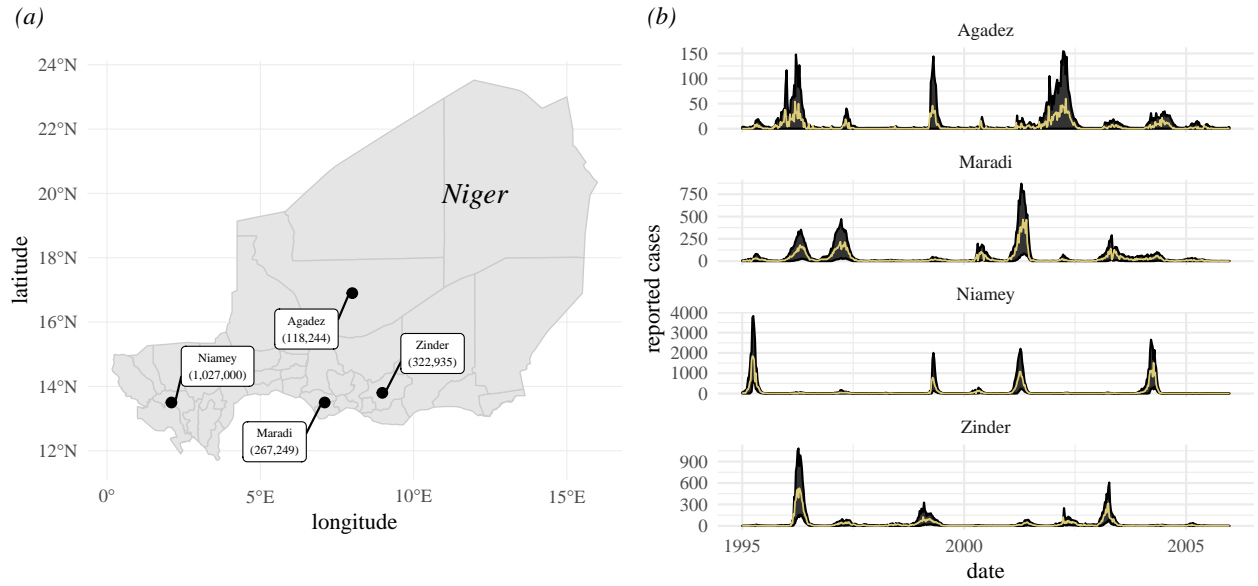 (a)
24°N
22°N
20°N
18°N
16°N
14°N
12°N
latitude
Niger
Agadez
(118,244)
Zinder
(322,935)
Niamey
(1,027,000)
Maradi
(267,249)
0°
5°E
10°E
15°E
longitude
(b)
reported cases
Agadez
150
100
50
0
Maradi
750
500
250
0
Niamey
4000
3000
2000
1000
0
Zinder
900
600
300
0
1995
2000
2005
date